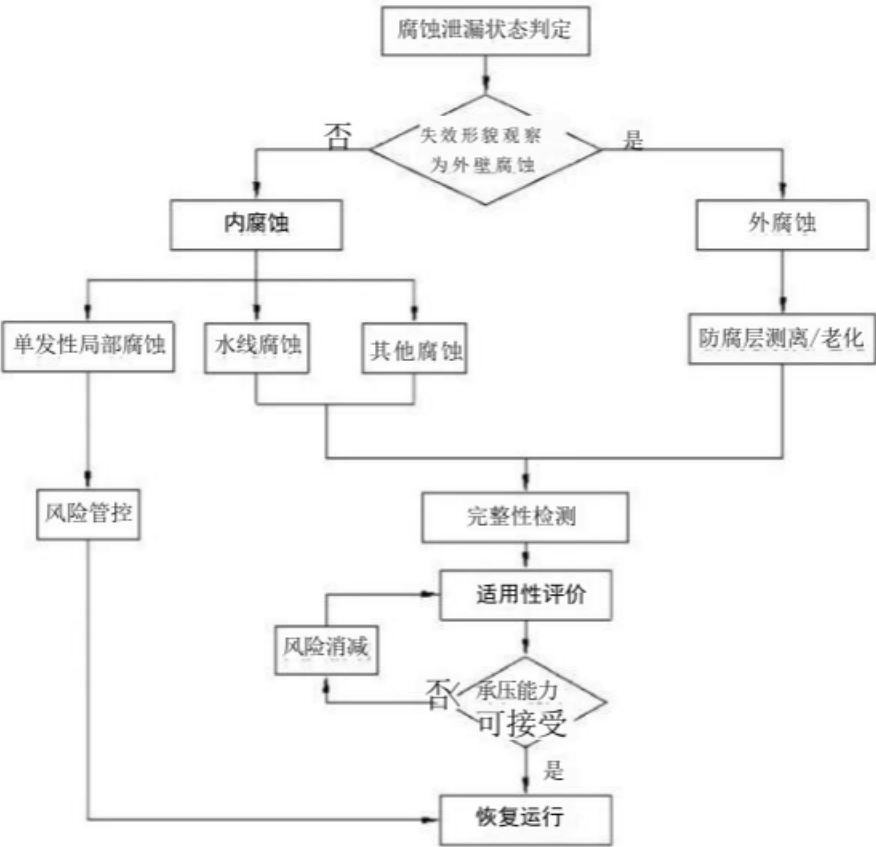 腐蚀泄漏状态判定
失效形貌观察
为外壁腐蚀
否
是
内腐蚀
外腐蚀
单发性局部腐蚀
水线腐蚀
其他腐蚀
防腐层测离/老化
风险管控
完整性检测
适用性评价
风险消减
否
承压能力
可接受
是
恢复运行